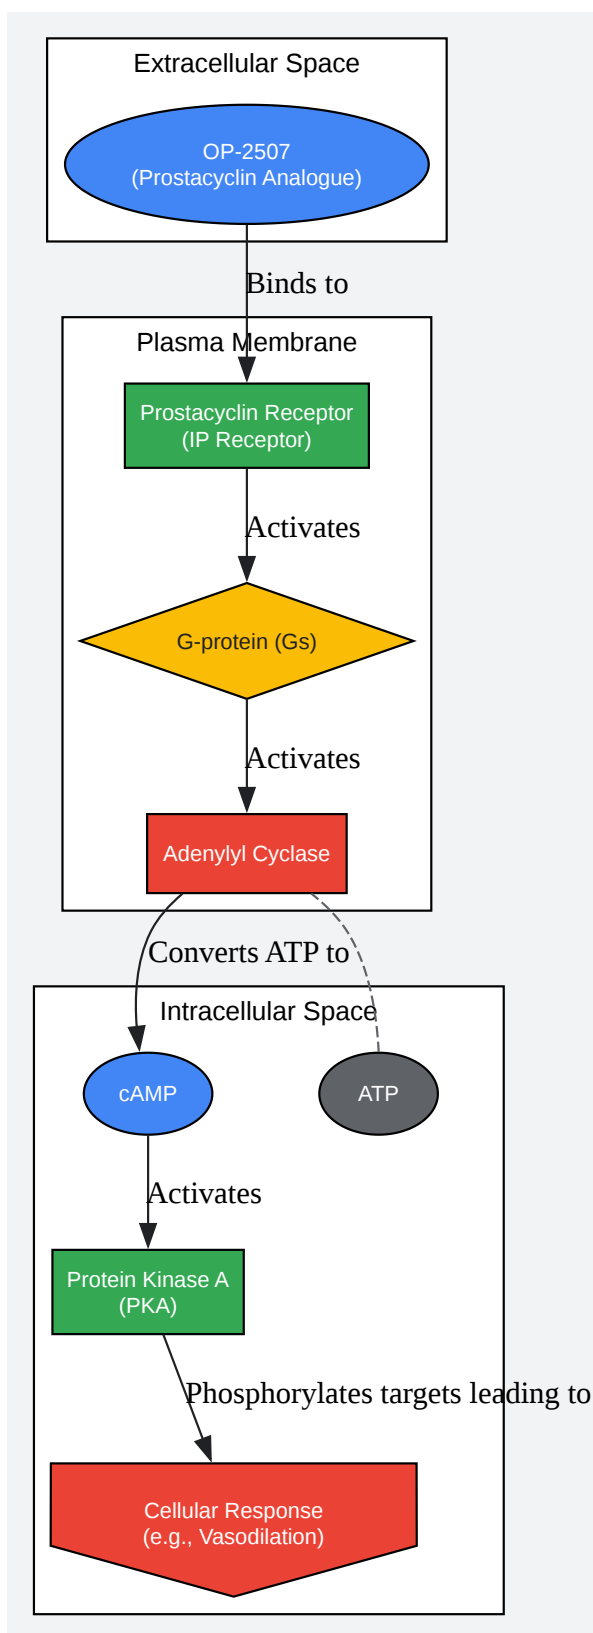 Extracellular Space
OP-2507
(Prostacyclin Analogue)
Binds to
Plasma Membrane
Prostacyclin Receptor
(IP Receptor)
Activates
G-protein (Gs)
Activates
Adenylyl Cyclase
Converts ATP to
Intracellular Space
cAMP
ATP
Activates
Protein Kinase A
(PKA)
Phosphorylates targets leading to
Cellular Response
(e.g., Vasodilation)